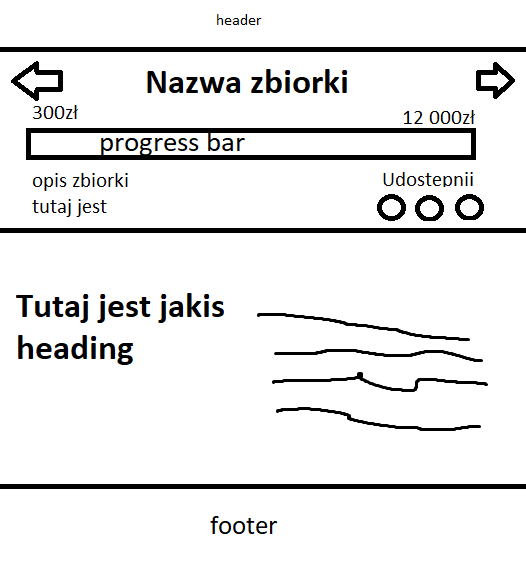 header
Nazwa zbiorki
300zł
12 000zł
progress bar
opis zbiorki
tutaj jest
Udostepnii
Tutaj jest jakis
heading
footer